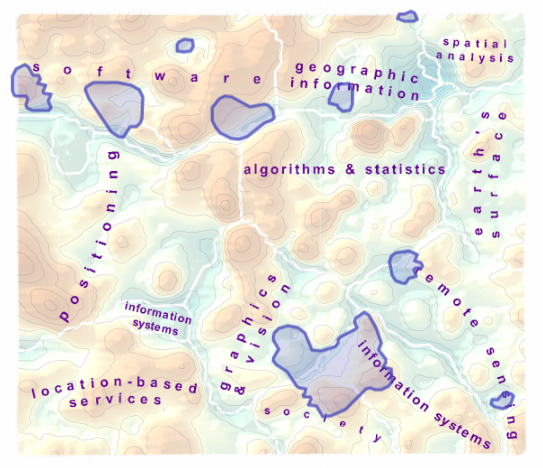 spatial
analysis
software
geographic
information
earth's
surface
algorithms & statistics
positioning
remote sensing
information
systems
graphics
& vision
information systems
location-based
services
society